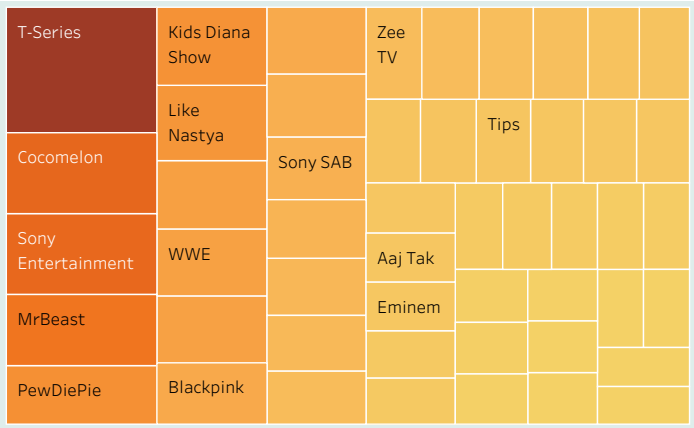 T-Series
Cocomelon
Sony
Entertainment
MrBeast
PewDiePie
Kids Diana
Show
Like
Nastya
WWE
Blackpink
Sony SAB
Zee
TV
Tips
Aaj Tak
Eminem